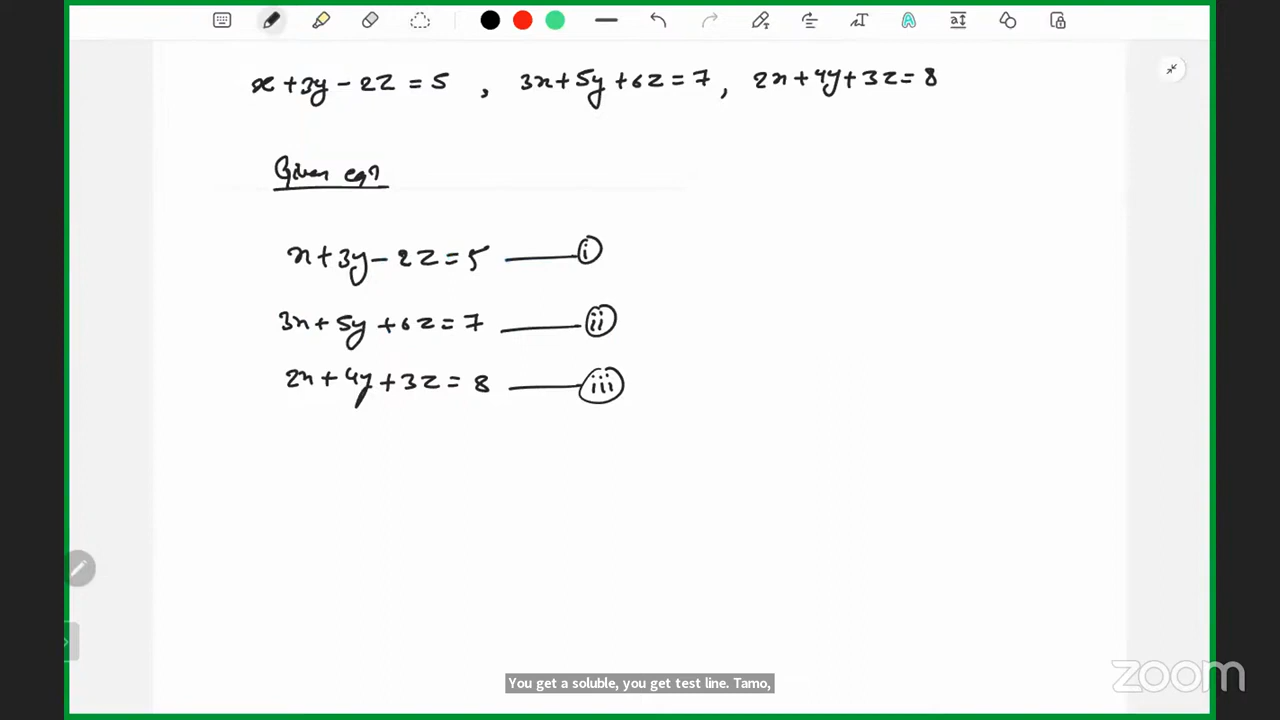 x + 3y - 2z = 5 , 3x + 5y + 6z = 7 , 2x + 4y + 3z = 8
Given eqn
x + 3y - 2z = 5 —— (i)
3x + 5y + 6z = 7 —— (ii)
2x + 4y + 3z = 8 —— (iii)
You get a soluble, you get test line. Tamo,
zoom